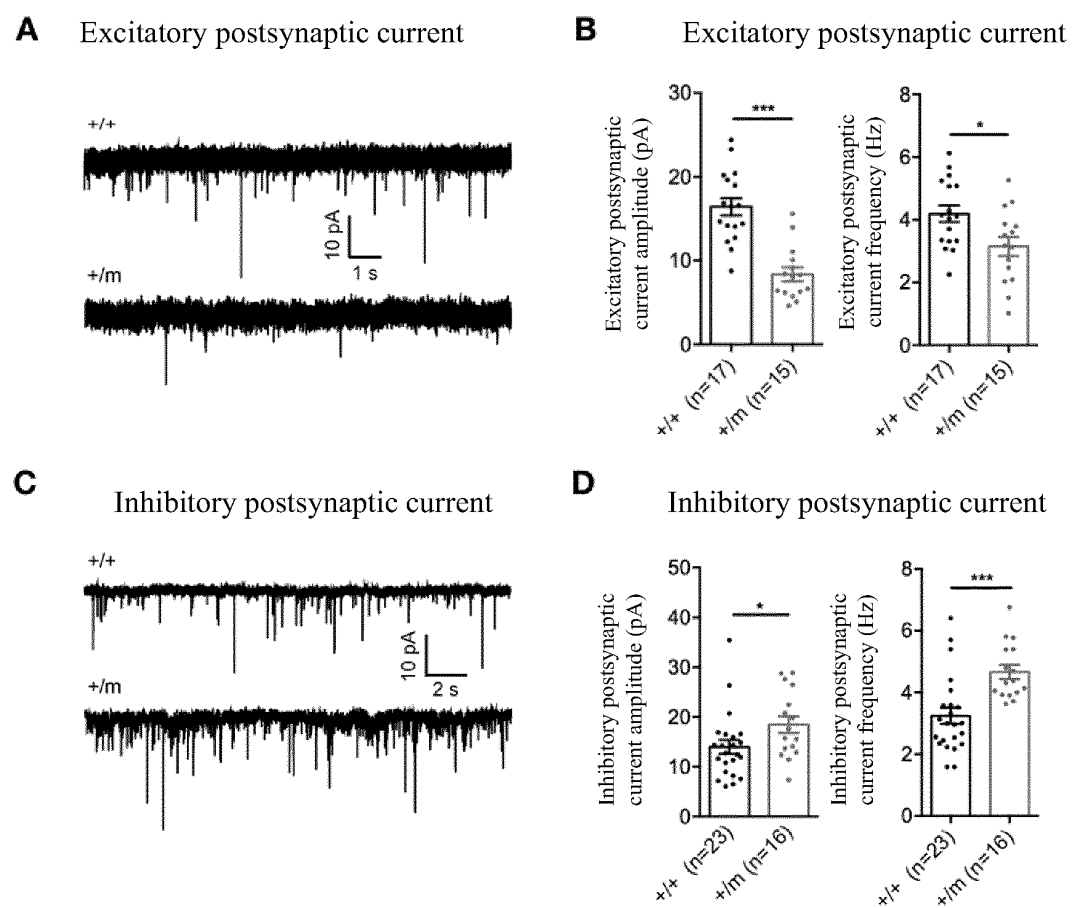 A
Excitatory postsynaptic current
+/+
10 pA
1 s
+/m
B
Excitatory postsynaptic current
Excitatory postsynaptic
current amplitude (pA)
30
20
10
0
***
+/+ (n=17)
+/m (n=15)
Excitatory postsynaptic
current frequency (Hz)
8
6
4
2
0
*
+/+ (n=17)
+/m (n=15)
C
Inhibitory postsynaptic current
+/+
10 pA
2 s
+/m
D
Inhibitory postsynaptic current
Inhibitory postsynaptic
current amplitude (pA)
50
40
30
20
10
0
*
+/+ (n=23)
+/m (n=16)
Inhibitory postsynaptic
current frequency (Hz)
8
6
4
2
0
***
+/+ (n=23)
+/m (n=16)